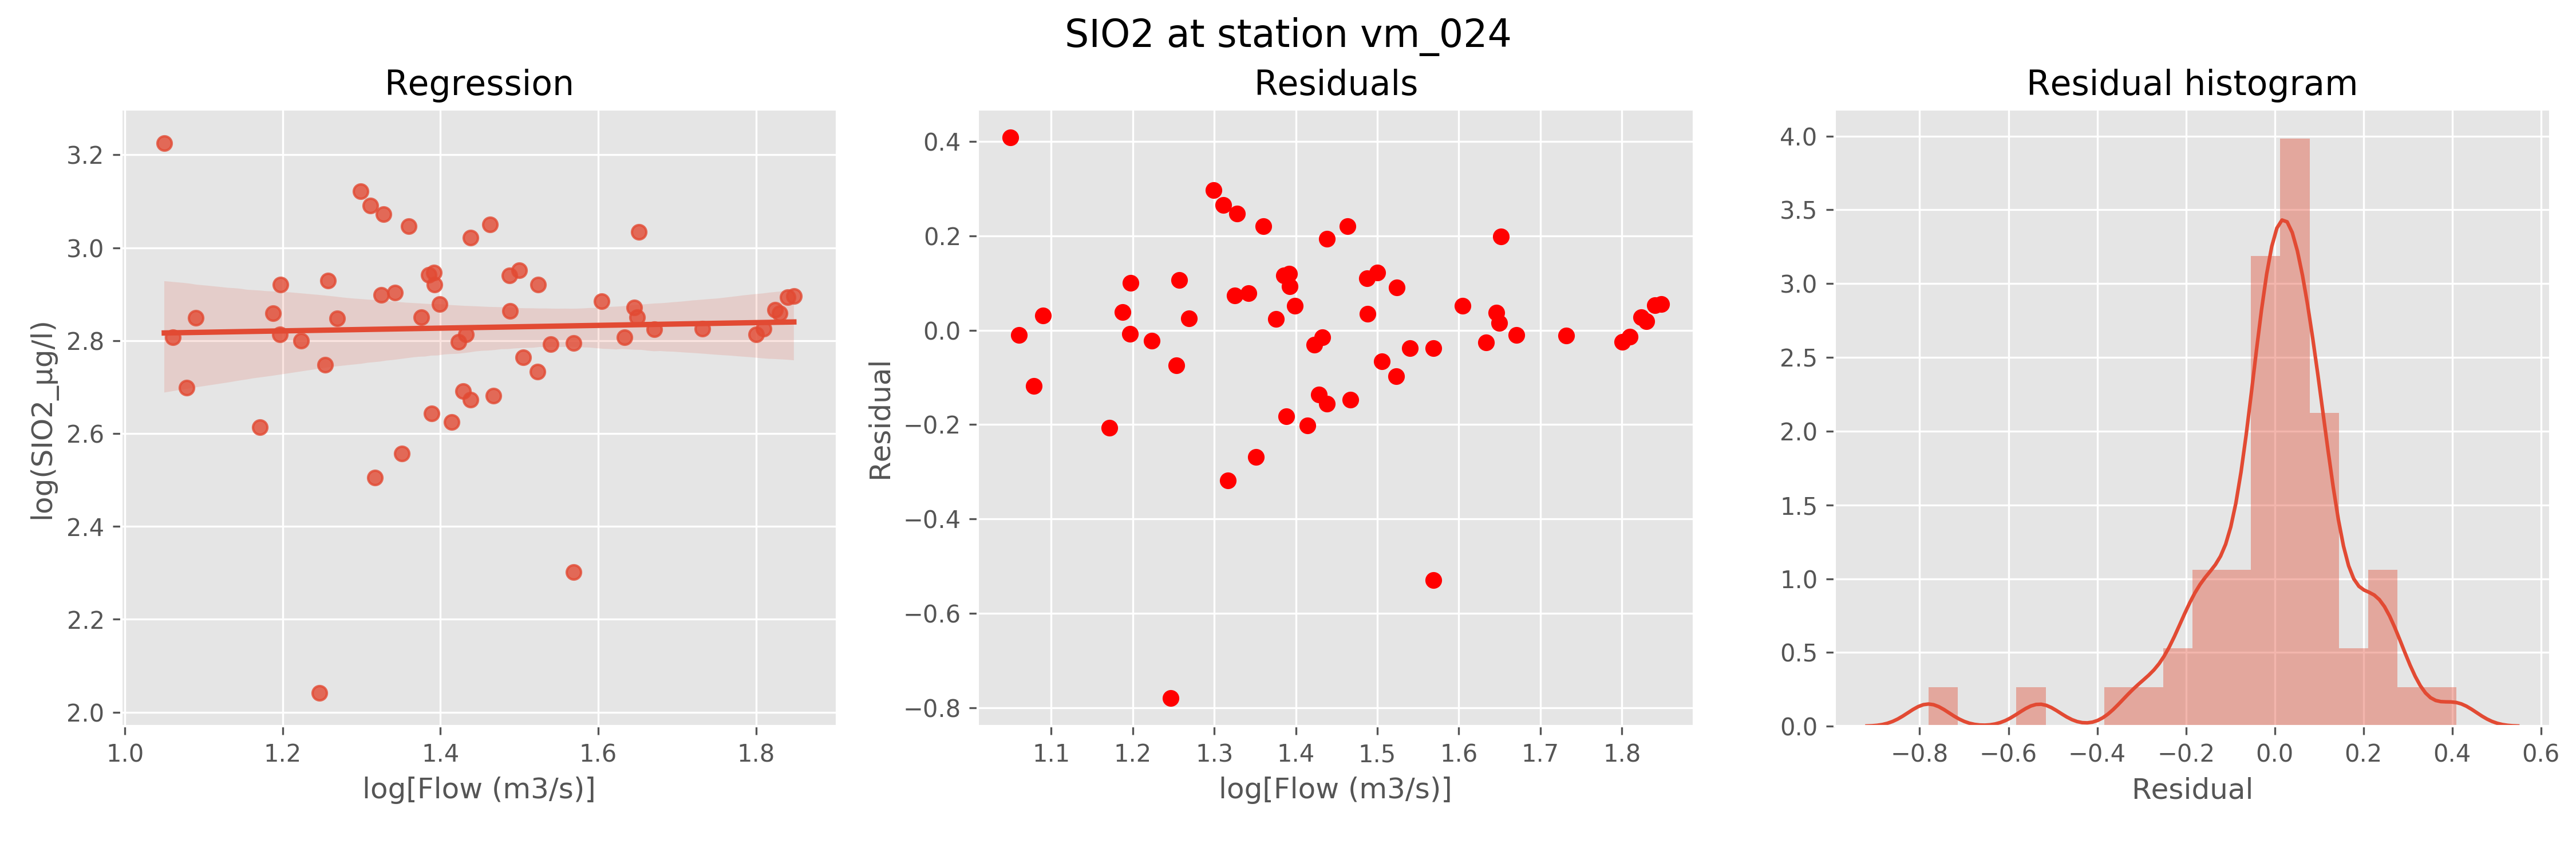 SIO2 at station vm_024
Regression
Residuals
Residual histogram
3.2
3.0
2.8
2.6
2.4
2.2
2.0
log(SIO2_µg/l)
1.0 1.2 1.4 1.6 1.8
log[Flow (m3/s)]
0.4
0.2
0.0
−0.2
−0.4
−0.6
−0.8
Residual
1.1 1.2 1.3 1.4 1.5 1.6 1.7 1.8
log[Flow (m3/s)]
4.0
3.5
3.0
2.5
2.0
1.5
1.0
0.5
0.0
−0.8 −0.6 −0.4 −0.2 0.0 0.2 0.4 0.6
Residual